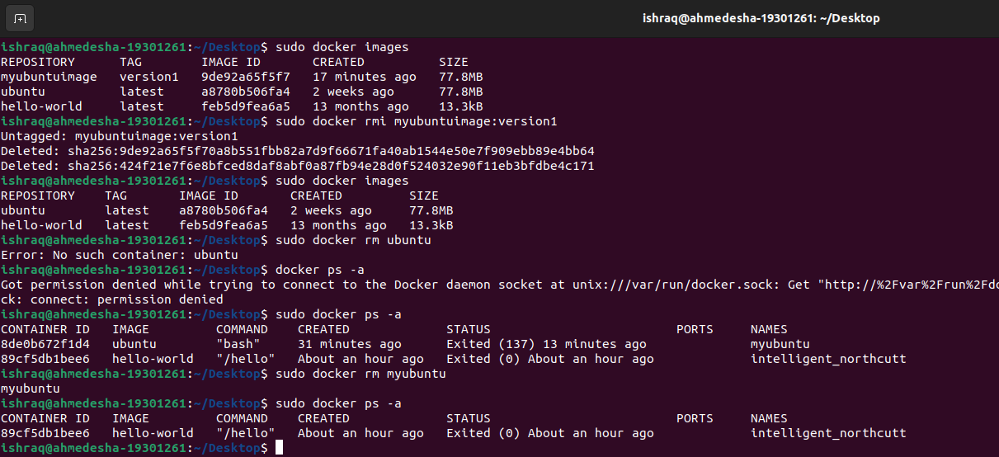 ishraq@ahmedesha-19301261: ~/Desktop
ishraq@ahmedesha-19301261:~/Desktop$ sudo docker images
REPOSITORY TAG IMAGE ID CREATED SIZE
myubuntuimage version1 9de92a65f5f7 17 minutes ago 77.8MB
ubuntu latest a8780b506fa4 2 weeks ago 77.8MB
hello-world latest feb5d9fea6a5 13 months ago 13.3kB
ishraq@ahmedesha-19301261:~/Desktop$ sudo docker rmi myubuntuimage:version1
Untagged: myubuntuimage:version1
Deleted: sha256:9de92a65f5f70a8b551fbb82a7d9f66671fa40ab1544e50e7f909ebb89e4bb64
Deleted: sha256:424f21e7f6e8bfced8daf8abf0a87fb94e28d0f524032e90f11eb3bfdbe4c171
ishraq@ahmedesha-19301261:~/Desktop$ sudo docker images
REPOSITORY TAG IMAGE ID CREATED SIZE
ubuntu latest a8780b506fa4 2 weeks ago 77.8MB
hello-world latest feb5d9fea6a5 13 months ago 13.3kB
ishraq@ahmedesha-19301261:~/Desktop$ sudo docker rm ubuntu
Error: No such container: ubuntu
ishraq@ahmedesha-19301261:~/Desktop$ docker ps -a
Got permission denied while trying to connect to the Docker daemon socket at unix:///var/run/docker.sock: Get "http://%2Fvar%2Frun%2Fdo
ck: connect: permission denied
ishraq@ahmedesha-19301261:~/Desktop$ sudo docker ps -a
CONTAINER ID IMAGE COMMAND CREATED STATUS PORTS NAMES
8de0b672f1d4 ubuntu "bash" 31 minutes ago Exited (137) 13 minutes ago myubuntu
89cf5db1bee6 hello-world "/hello" About an hour ago Exited (0) About an hour ago intelligent_northcutt
ishraq@ahmedesha-19301261:~/Desktop$ sudo docker rm myubuntu
myubuntu
ishraq@ahmedesha-19301261:~/Desktop$ sudo docker ps -a
CONTAINER ID IMAGE COMMAND CREATED STATUS PORTS NAMES
89cf5db1bee6 hello-world "/hello" About an hour ago Exited (0) About an hour ago intelligent_northcutt
ishraq@ahmedesha-19301261:~/Desktop$